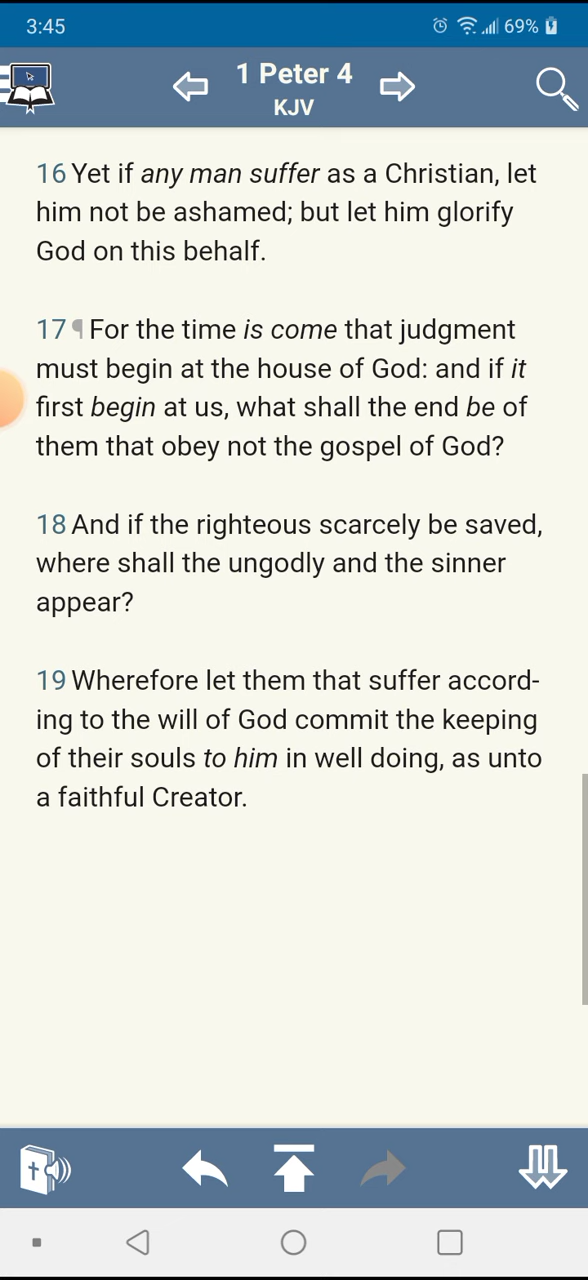 3:45
69%
1 Peter 4
KJV
16 Yet if any man suffer as a Christian, let
him not be ashamed; but let him glorify
God on this behalf.
17 ¶ For the time is come that judgment
must begin at the house of God: and if it
first begin at us, what shall the end be of
them that obey not the gospel of God?
18 And if the righteous scarcely be saved,
where shall the ungodly and the sinner
appear?
19 Wherefore let them that suffer accord-
ing to the will of God commit the keeping
of their souls to him in well doing, as unto
a faithful Creator.